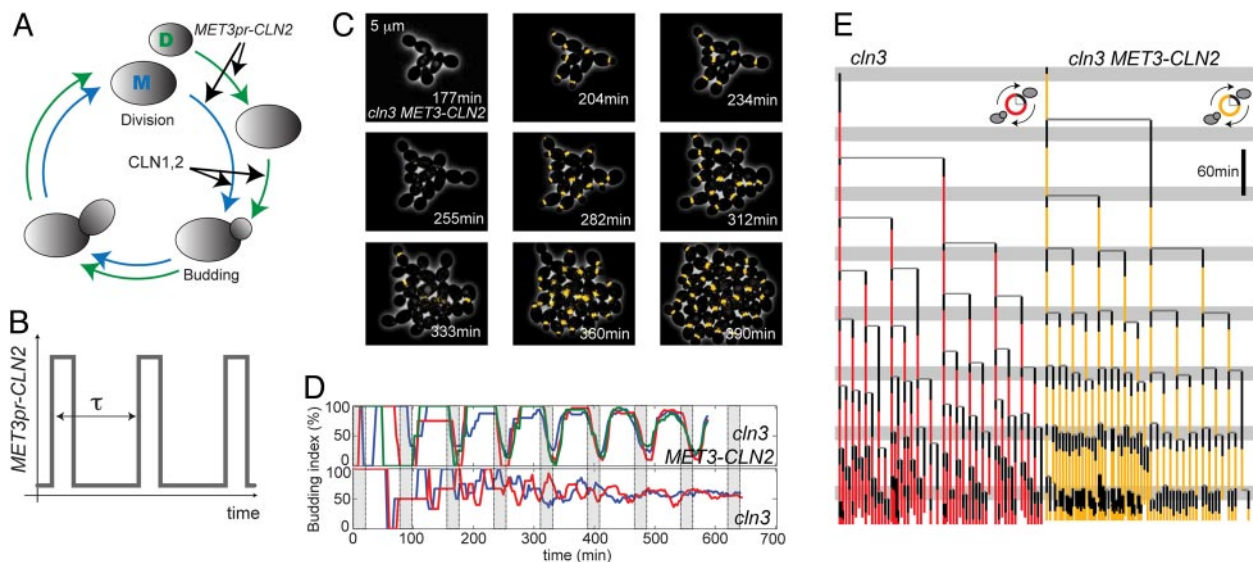 A
MET3pr-CLN2
D
M
Division
CLN1,2
Budding
B
MET3pr-CLN2
τ
time
C
5 μm
177min
cln3 MET3-CLN2
204min
234min
255min
282min
312min
333min
360min
390min
D
Budding index (%)
100
50
0
cln3
MET3-CLN2
100
50
0
cln3
0 100 200 300 400 500 600 700
time (min)
E
cln3
cln3 MET3-CLN2
60min